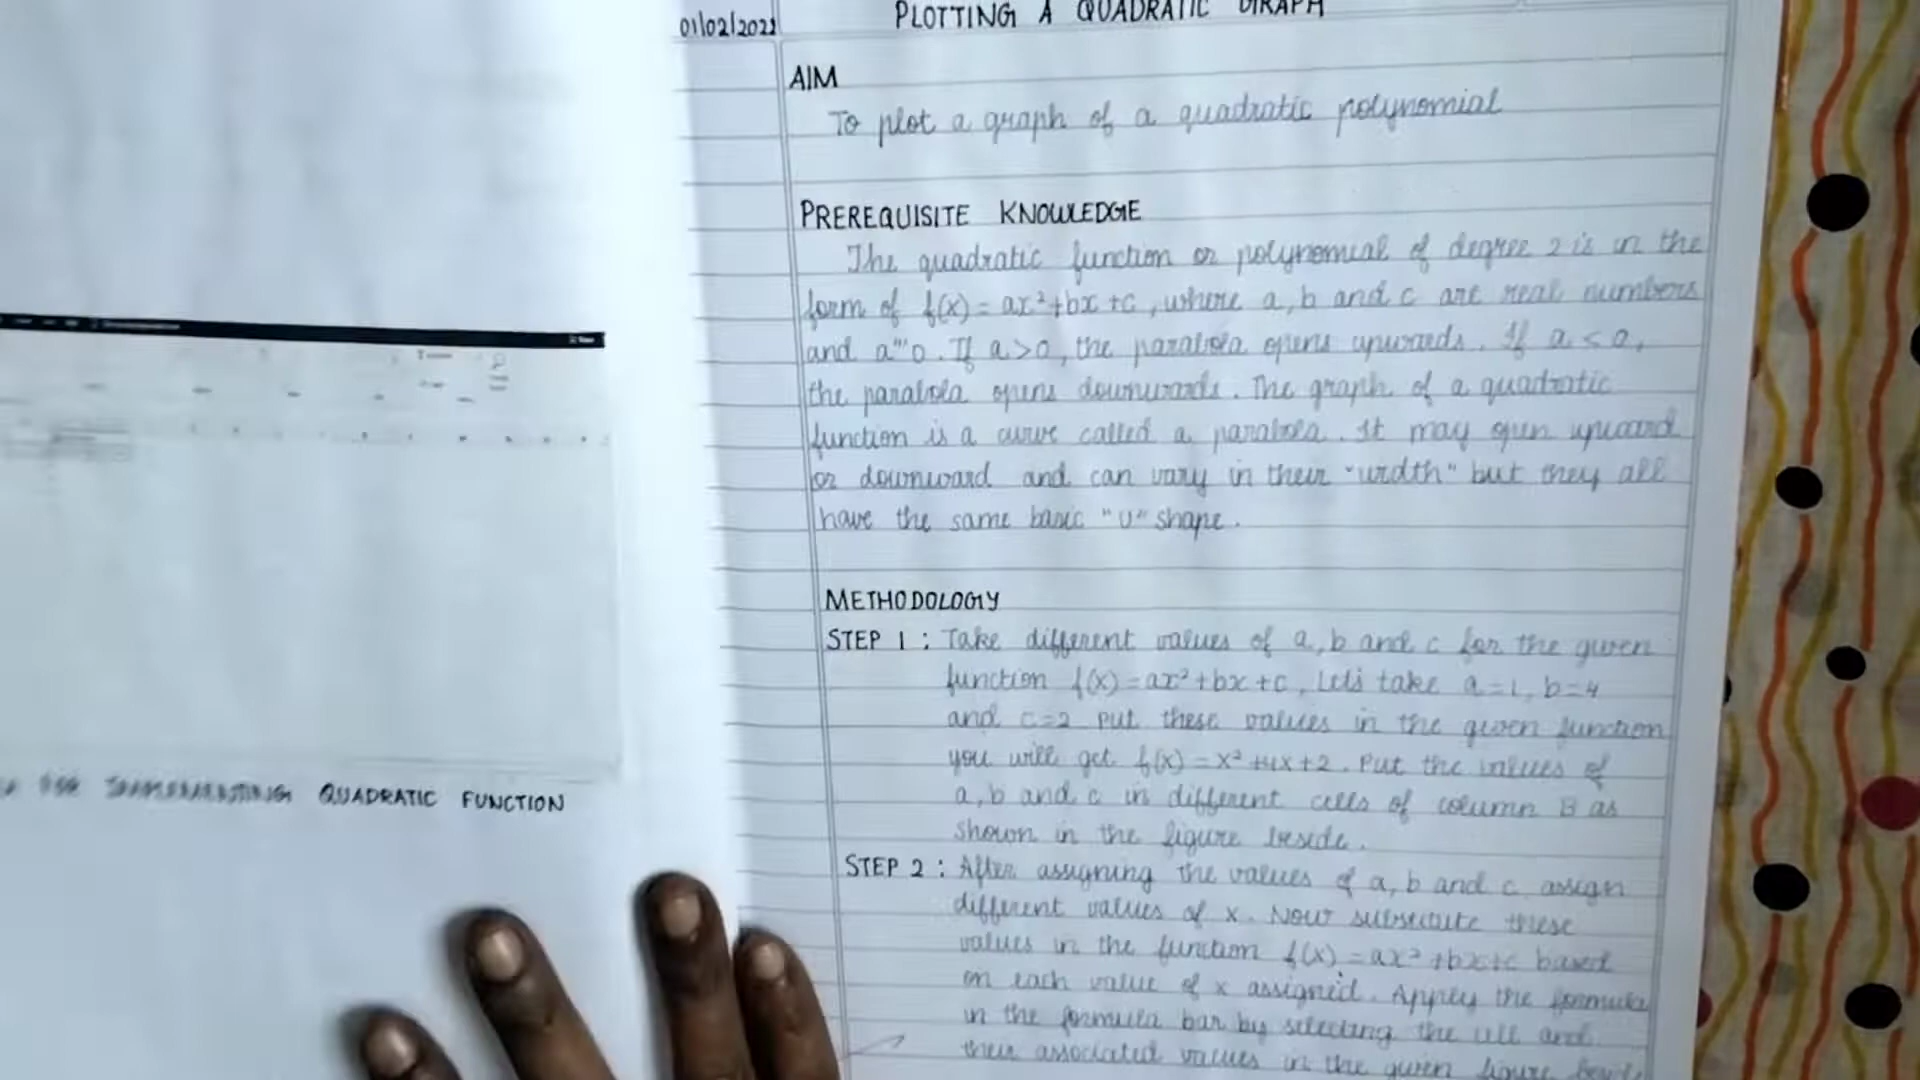 01/02/2022
PLOTTING A QUADRATIC GRAPH
AIM
To plot a graph of a quadratic polynomial
PREREQUISITE KNOWLEDGE
The quadratic function or polynomial of degree 2 is in the
form of f(x) = ax²+bx+c, where a, b and c are real numbers
and a‴0. If a>0, the parabola opens upwards. If a<0,
the parabola opens downwards. The graph of a quadratic
function is a curve called a parabola. It may open upward
or downward and can vary in their "width" but they all
have the same basic "U" shape.
METHODOLOGY
STEP 1 : Take different values of a, b and c for the given
function f(x) = ax²+bx+c, Let's take a=1, b=4
and c=2 put these values in the given function
you will get f(x) = x²+4x+2. Put the values of
a, b and c in different cells of column B as
shown in the figure beside.
STEP 2 : After assigning the values of a, b and c assign
different values of x. Now substitute these
values in the function f(x) = ax²+bx+c based
on each value of x assigned. Apply the formula
in the formula bar by selecting the cell and
their associated values in the given figure
QUADRATIC FUNCTION